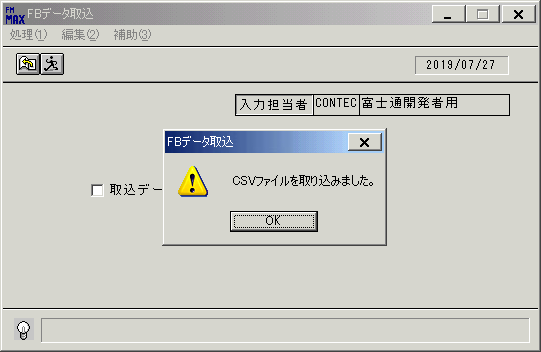 FM
MAX
FBデータ取込
処理(1) 編集(2) 補助(3)
2019/07/27
入力担当者 CONTEC 富士通開発者用
FBデータ取込
CSVファイルを取り込みました。
取込デー
OK